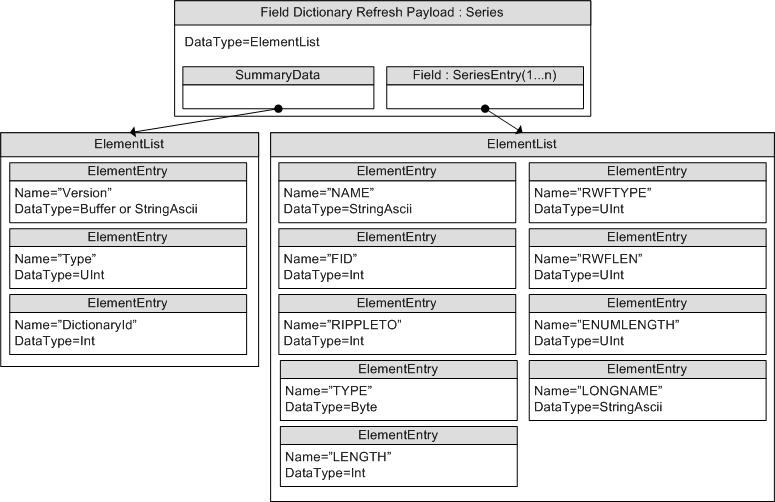 Field Dictionary Refresh Payload : Series
DataType=ElementList
SummaryData
Field : SeriesEntry(1...n)
ElementList
ElementEntry
Name=”Version”
DataType=Buffer or StringAscii
ElementEntry
Name=”Type”
DataType=UInt
ElementEntry
Name=”DictionaryId”
DataType=Int
ElementList
ElementEntry
Name=”NAME”
DataType=StringAscii
ElementEntry
Name=”FID”
DataType=Int
ElementEntry
Name=”RIPPLETO”
DataType=Int
ElementEntry
Name=”TYPE”
DataType=Byte
ElementEntry
Name=”LENGTH”
DataType=Int
ElementEntry
Name=”RWFTYPE”
DataType=UInt
ElementEntry
Name=”RWFLEN”
DataType=UInt
ElementEntry
Name=”ENUMLENGTH”
DataType=UInt
ElementEntry
Name=”LONGNAME”
DataType=StringAscii